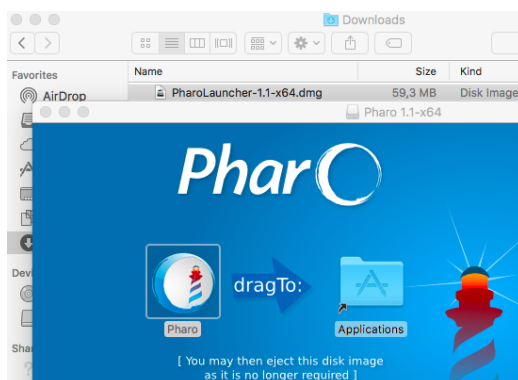 Downloads
Favorites
Name Size Kind
AirDrop
PharoLauncher-1.1-x64.dmg 59,3 MB Disk Image
Pharo 1.1-x64
Pharo
dragTo:
Pharo
Applications
Devi
Shar
[ You may then eject this disk image
as it is no longer required ]